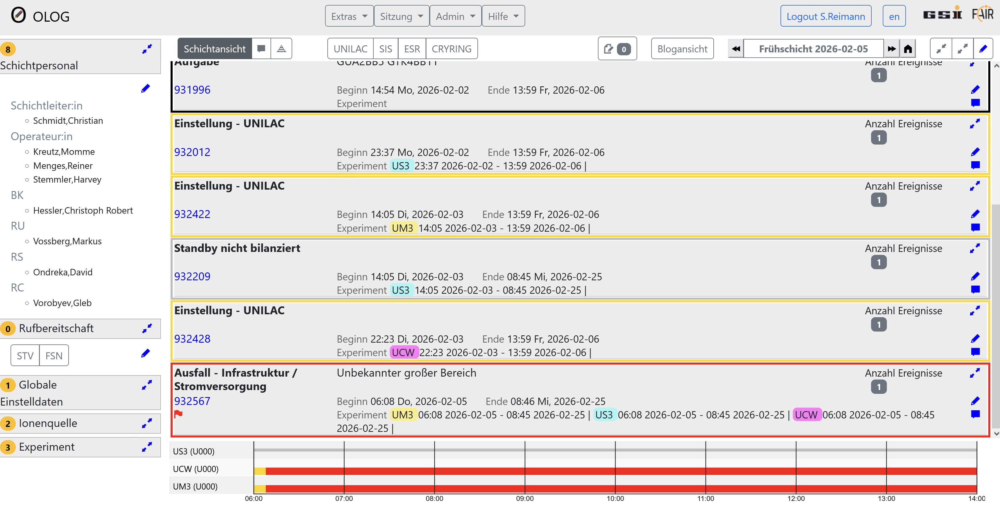 OLOG
Extras Sitzung Admin Hilfe
Logout S.Reimann en GSI FAIR
Schichtansicht UNILAC SIS ESR CRYRING 0 Blogansicht Frühschicht 2026-02-05
8
Schichtpersonal
Schichtleiter:in
Schmidt,Christian
Operateur:in
Kreutz,Momme
Menges,Reiner
Stemmler,Harvey
BK
Hessler,Christoph Robert
RU
Vossberg,Markus
RS
Ondreka,David
RC
Vorobyev,Gleb
0 Rufbereitschaft
STV FSN
1 Globale
Einstelldaten
2 Ionenquelle
3 Experiment
Aufgabe Anzahl Ereignisse
1
931996 Beginn 14:54 Mo, 2026-02-02 Ende 13:59 Fr, 2026-02-06
Experiment
Einstellung - UNILAC Anzahl Ereignisse
1
932012 Beginn 23:37 Mo, 2026-02-02 Ende 13:59 Fr, 2026-02-06
Experiment US3 23:37 2026-02-02 - 13:59 2026-02-06 |
Einstellung - UNILAC Anzahl Ereignisse
1
932422 Beginn 14:05 Di, 2026-02-03 Ende 13:59 Fr, 2026-02-06
Experiment UM3 14:05 2026-02-03 - 13:59 2026-02-06 |
Standby nicht bilanziert Anzahl Ereignisse
1
932209 Beginn 14:05 Di, 2026-02-03 Ende 08:45 Mi, 2026-02-25
Experiment US3 14:05 2026-02-03 - 08:45 2026-02-25 |
Einstellung - UNILAC Anzahl Ereignisse
1
932428 Beginn 22:23 Di, 2026-02-03 Ende 13:59 Fr, 2026-02-06
Experiment UCW 22:23 2026-02-03 - 13:59 2026-02-06 |
Ausfall - Infrastruktur / Unbekannter großer Bereich Anzahl Ereignisse
Stromversorgung 1
932567 Beginn 06:08 Do, 2026-02-05 Ende 08:46 Mi, 2026-02-25
Experiment UM3 06:08 2026-02-05 - 08:45 2026-02-25 | US3 06:08 2026-02-05 - 08:45 2026-02-25 | UCW 06:08 2026-02-05 - 08:45
2026-02-25 |
US3 (U000)
UCW (U000)
UM3 (U000)
06:00 07:00 08:00 09:00 10:00 11:00 12:00 13:00 14:00